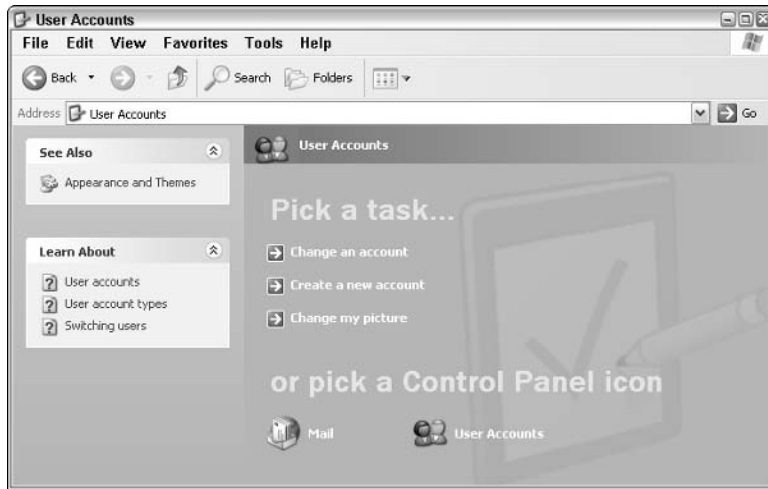 User Accounts
File Edit View Favorites Tools Help
Back Search Folders
Address User Accounts Go
See Also
Appearance and Themes
Learn About
User accounts
User account types
Switching users
User Accounts
Pick a task...
Change an account
Create a new account
Change my picture
or pick a Control Panel icon
Mail User Accounts